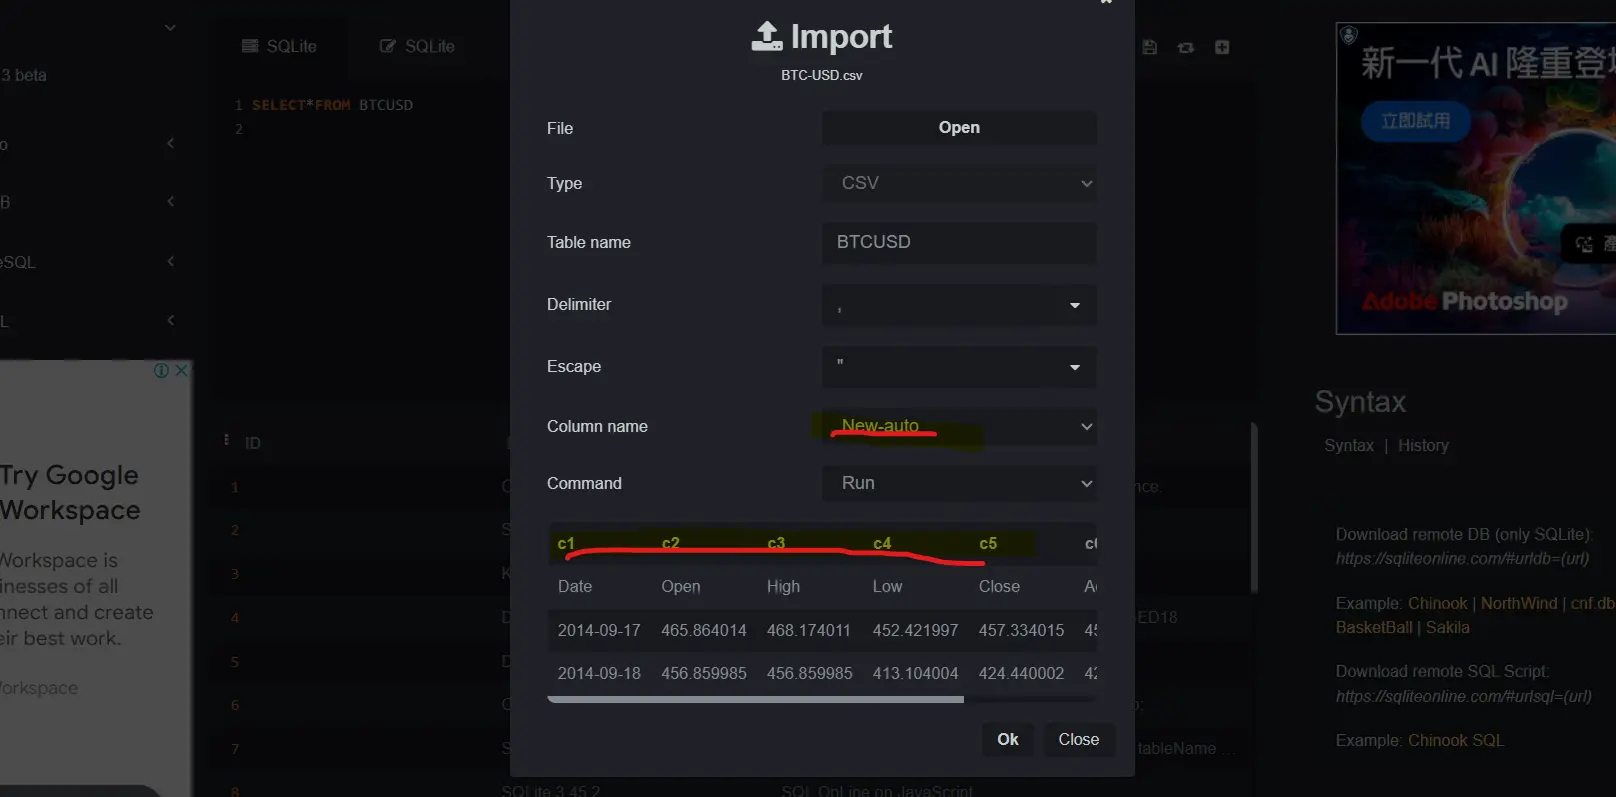 SQLite
SQLite
3 beta
1 SELECT*FROM BTCUSD
2
o
B
eSQL
L
Try Google
Workspace
Workspace is
inesses of all
nnect and create
eir best work.
orkspace
ID
1
2
3
4
5
6
7
8
nce.
ED18
tableName ...
SQLite 3.45.2
SQL OnLine on JavaScript
Import
BTC-USD.csv
File
Open
Type
CSV
Table name
BTCUSD
Delimiter
,
Escape
"
Column name
New-auto
Command
Run
c1 c2 c3 c4 c5
Date Open High Low Close
2014-09-17 465.864014 468.174011 452.421997 457.334015 45
2014-09-18 456.859985 456.859985 413.104004 424.440002 42
Ok
Close
新一代 AI 隆重登場
立即試用
產
Adobe Photoshop
Syntax
Syntax | History
Download remote DB (only SQLite):
https://sqliteonline.com/#urldb=(url)
Example: Chinook | NorthWind | cnf.db
BasketBall | Sakila
Download remote SQL Script:
https://sqliteonline.com/#urlsql=(url)
Example: Chinook SQL